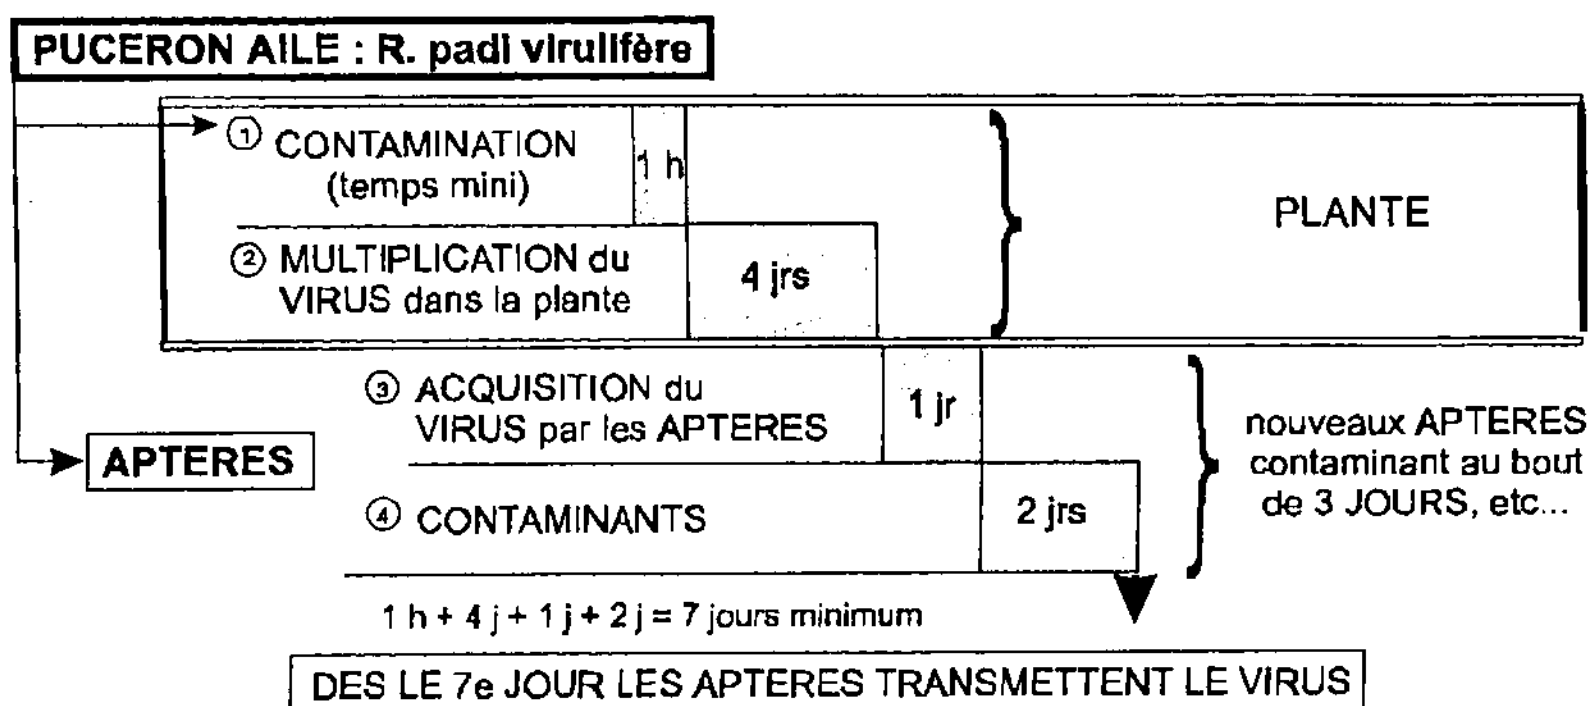 PUCERON AILE : R. padi virulifère
① CONTAMINATION
(temps mini)
1 h
② MULTIPLICATION du
VIRUS dans la plante
4 jrs
PLANTE
③ ACQUISITION du
VIRUS par les APTERES
1 jr
APTERES
④ CONTAMINANTS
2 jrs
nouveaux APTERES
contaminant au bout
de 3 JOURS, etc...
1 h + 4 j + 1 j + 2 j = 7 jours minimum
DES LE 7e JOUR LES APTERES TRANSMETTENT LE VIRUS